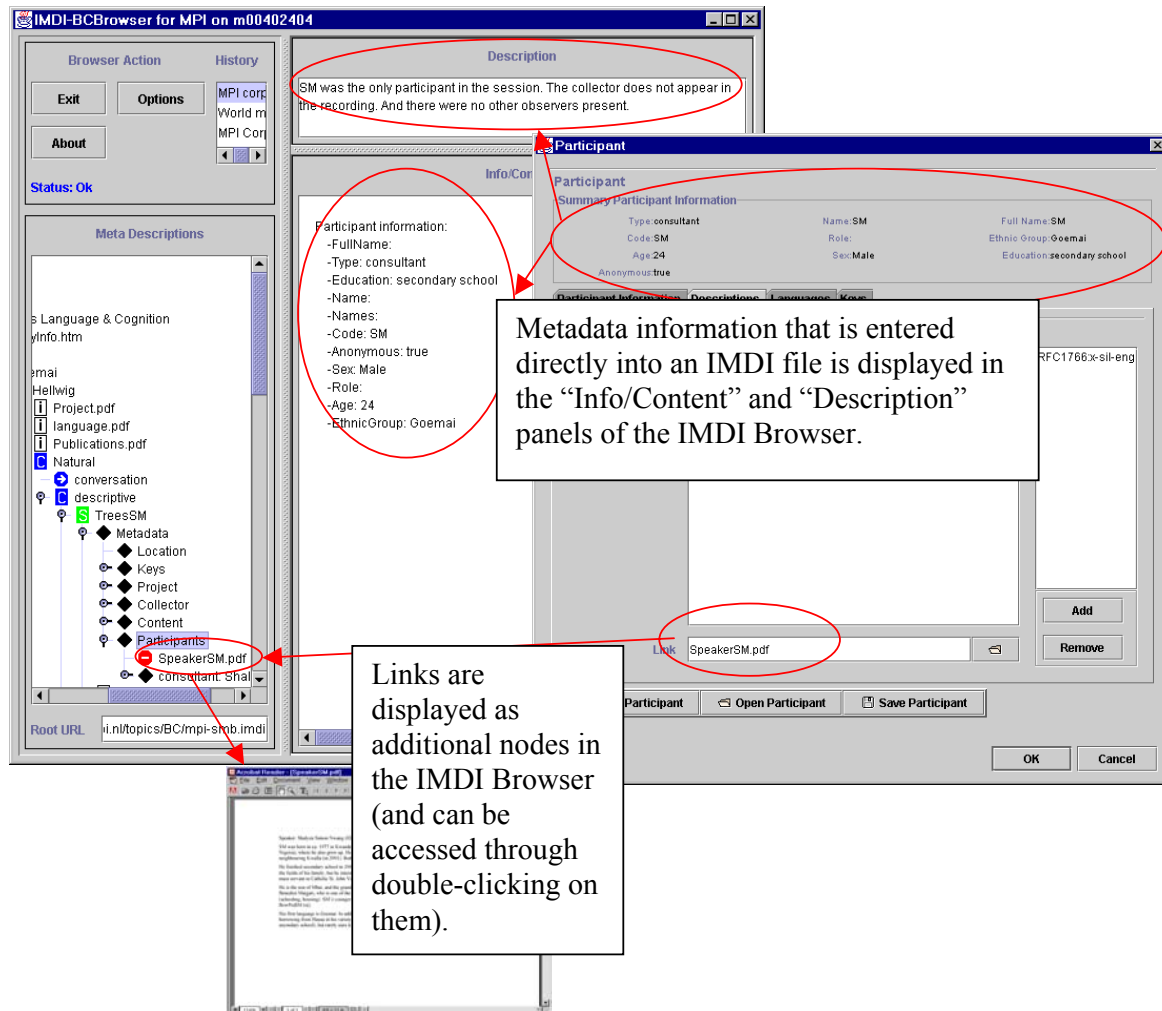 IMDI-BCBrowser for MPI on m00402404
Browser Action
History
Exit
Options
About
MPI corp
World m
MPI Corp
Status: Ok
Description
SM was the only participant in the session. The collector does not appear in
the recording. And there were no other observers present.
Meta Descriptions
s Language & Cognition
yInfo.htm
emai
Hellwig
i Project.pdf
i language.pdf
i Publications.pdf
C Natural
conversation
C descriptive
S TreesSM
Metadata
Location
Keys
Project
Collector
Content
Participants
SpeakerSM.pdf
consultant: Shal
Root URL
oi.nl/topics/BC/mpi-smb.imdi
Info/Con
Participant information:
-FullName:
-Type: consultant
-Education: secondary school
-Name:
-Names:
-Code: SM
-Anonymous: true
-Sex: Male
-Role:
-Age: 24
-EthnicGroup: Goemai
Participant
Participant
Summary Participant Information
Type:consultant Name:SM Full Name:SM
Code:SM Role: Ethnic Group:Goemai
Age:24 Sex:Male Education:secondary school
Anonymous:true
Participant Information Descriptions Languages Keys
RFC1766:x-sil-eng
Metadata information that is entered
directly into an IMDI file is displayed in
the “Info/Content” and “Description”
panels of the IMDI Browser.
Add
Link SpeakerSM.pdf
Remove
Participant
Open Participant
Save Participant
OK
Cancel
Links are
displayed as
additional nodes in
the IMDI Browser
(and can be
accessed through
double-clicking on
them).
Acrobat Reader - [SpeakerSM.pdf]
File Edit Document View Window